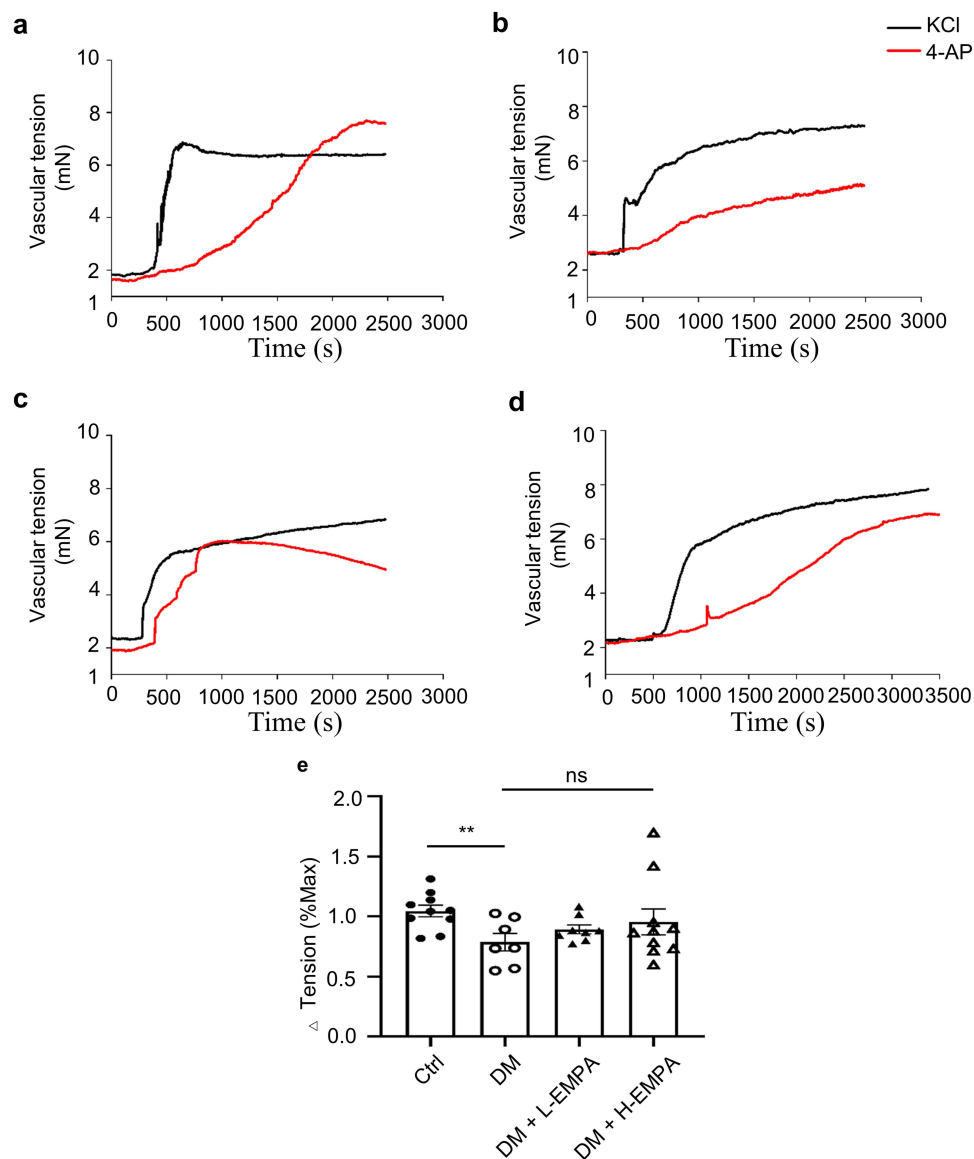 a
b
KCl
4-AP
Vascular tension
(mN)
10
8
6
4
2
1
0 500 1000 1500 2000 2500 3000
Time (s)
Vascular tension
(mN)
10
8
6
4
2
1
0 500 1000 1500 2000 2500 3000
Time (s)
c
d
Vascular tension
(mN)
10
8
6
4
2
1
0 500 1000 1500 2000 2500 3000
Time (s)
Vascular tension
(mN)
10
8
6
4
2
1
0 500 1000 1500 2000 2500 3000 3500
Time (s)
e
ns
**
△ Tension (%Max)
2.0
1.5
1.0
0.5
0.0
Ctrl
DM
DM + L-EMPA
DM + H-EMPA